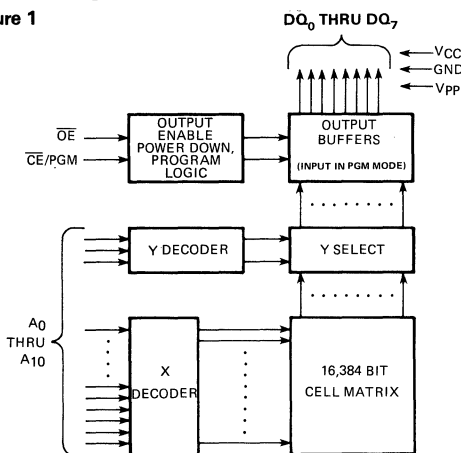 ure 1
DQ0 THRU DQ7
VCC
GND
VPP
OE
CE/PGM
OUTPUT
ENABLE
POWER DOWN,
PROGRAM
LOGIC
OUTPUT
BUFFERS
(INPUT IN PGM MODE)
Y DECODER
Y SELECT
A0
THRU
A10
X
DECODER
16,384 BIT
CELL MATRIX